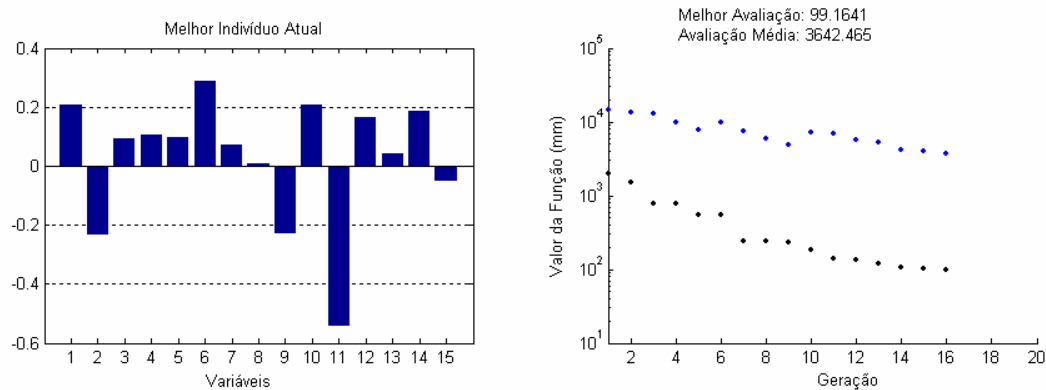 Melhor Indivíduo Atual
0.4
0.2
0
-0.2
-0.4
-0.6
1 2 3 4 5 6 7 8 9 10 11 12 13 14 15
Variáveis
Melhor Avaliação: 99.1641
Avaliação Média: 3642.465
Valor da Função (mm)
10^5
10^4
10^3
10^2
10^1
2 4 6 8 10 12 14 16 18 20
Geração